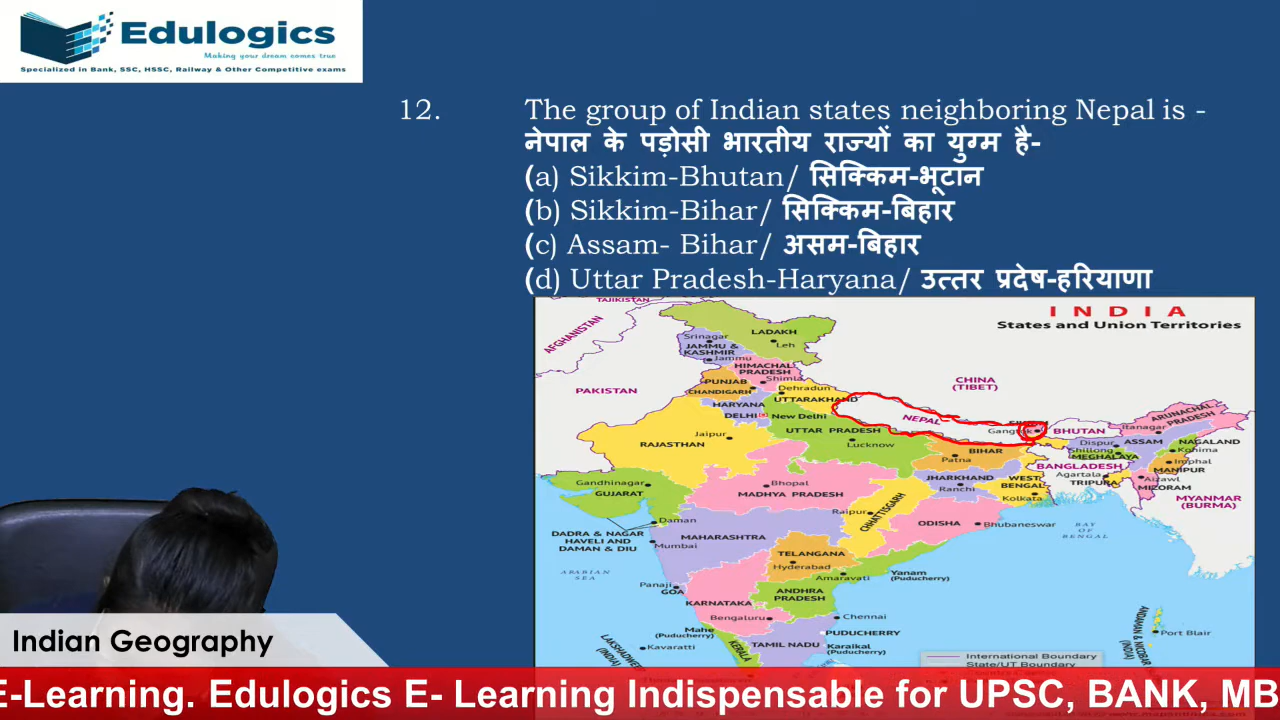 Edulogics
Making your dream comes true
Specialized in Bank, SSC, HSSC, Railway & Other Competitive exams
12. The group of Indian states neighboring Nepal is -
नेपाल के पड़ोसी भारतीय राज्यों का युग्म है-
(a) Sikkim-Bhutan/ सिक्किम-भूटान
(b) Sikkim-Bihar/ सिक्किम-बिहार
(c) Assam- Bihar/ असम-बिहार
(d) Uttar Pradesh-Haryana/ उत्तर प्रदेष-हरियाणा
INDIA
States and Union Territories
TAJIKISTAN
AFGHANISTAN
LADAKH
Leh
Srinagar
JAMMU &
KASHMIR
Jammu
HIMACHAL
PRADESH
Shimla
PUNJAB
CHANDIGARH
Dehradun
UTTARAKHAND
PAKISTAN
CHINA
(TIBET)
HARYANA
DELHI
New Delhi
NEPAL
Gangtok
BHUTAN
ARUNACHAL
PRADESH
Itanagar
Jaipur
RAJASTHAN
UTTAR PRADESH
Lucknow
Dispur
ASSAM
NAGALAND
Kohima
Shillong
MEGHALAYA
BIHAR
Patna
Imphal
MANIPUR
BANGLADESH
Agartala
TRIPURA
Aizawl
MIZORAM
Gandhinagar
GUJARAT
Bhopal
MADHYA PRADESH
JHARKHAND
Ranchi
WEST
BENGAL
Kolkata
MYANMAR
(BURMA)
CHHATTISGARH
Raipur
Daman
DADRA & NAGAR
HAVELI AND
DAMAN & DIU
MAHARASHTRA
Mumbai
ODISHA
Bhubaneswar
BAY
OF
BENGAL
ARABIAN
SEA
TELANGANA
Hyderabad
Amaravati
Yanam
(Puducherry)
Panaji
GOA
ANDHRA
PRADESH
KARNATAKA
Bengaluru
Chennai
Mahe
(Puducherry)
PUDUCHERRY
Karaikal
(Puducherry)
TAMIL NADU
KERALA
Kavaratti
LAKSHADWEEP
(INDIA)
Port Blair
ANDAMAN
(INDIA)
International Boundary
State/UT Boundary
Indian Geography
E-Learning. Edulogics E- Learning Indispensable for UPSC, BANK, MB